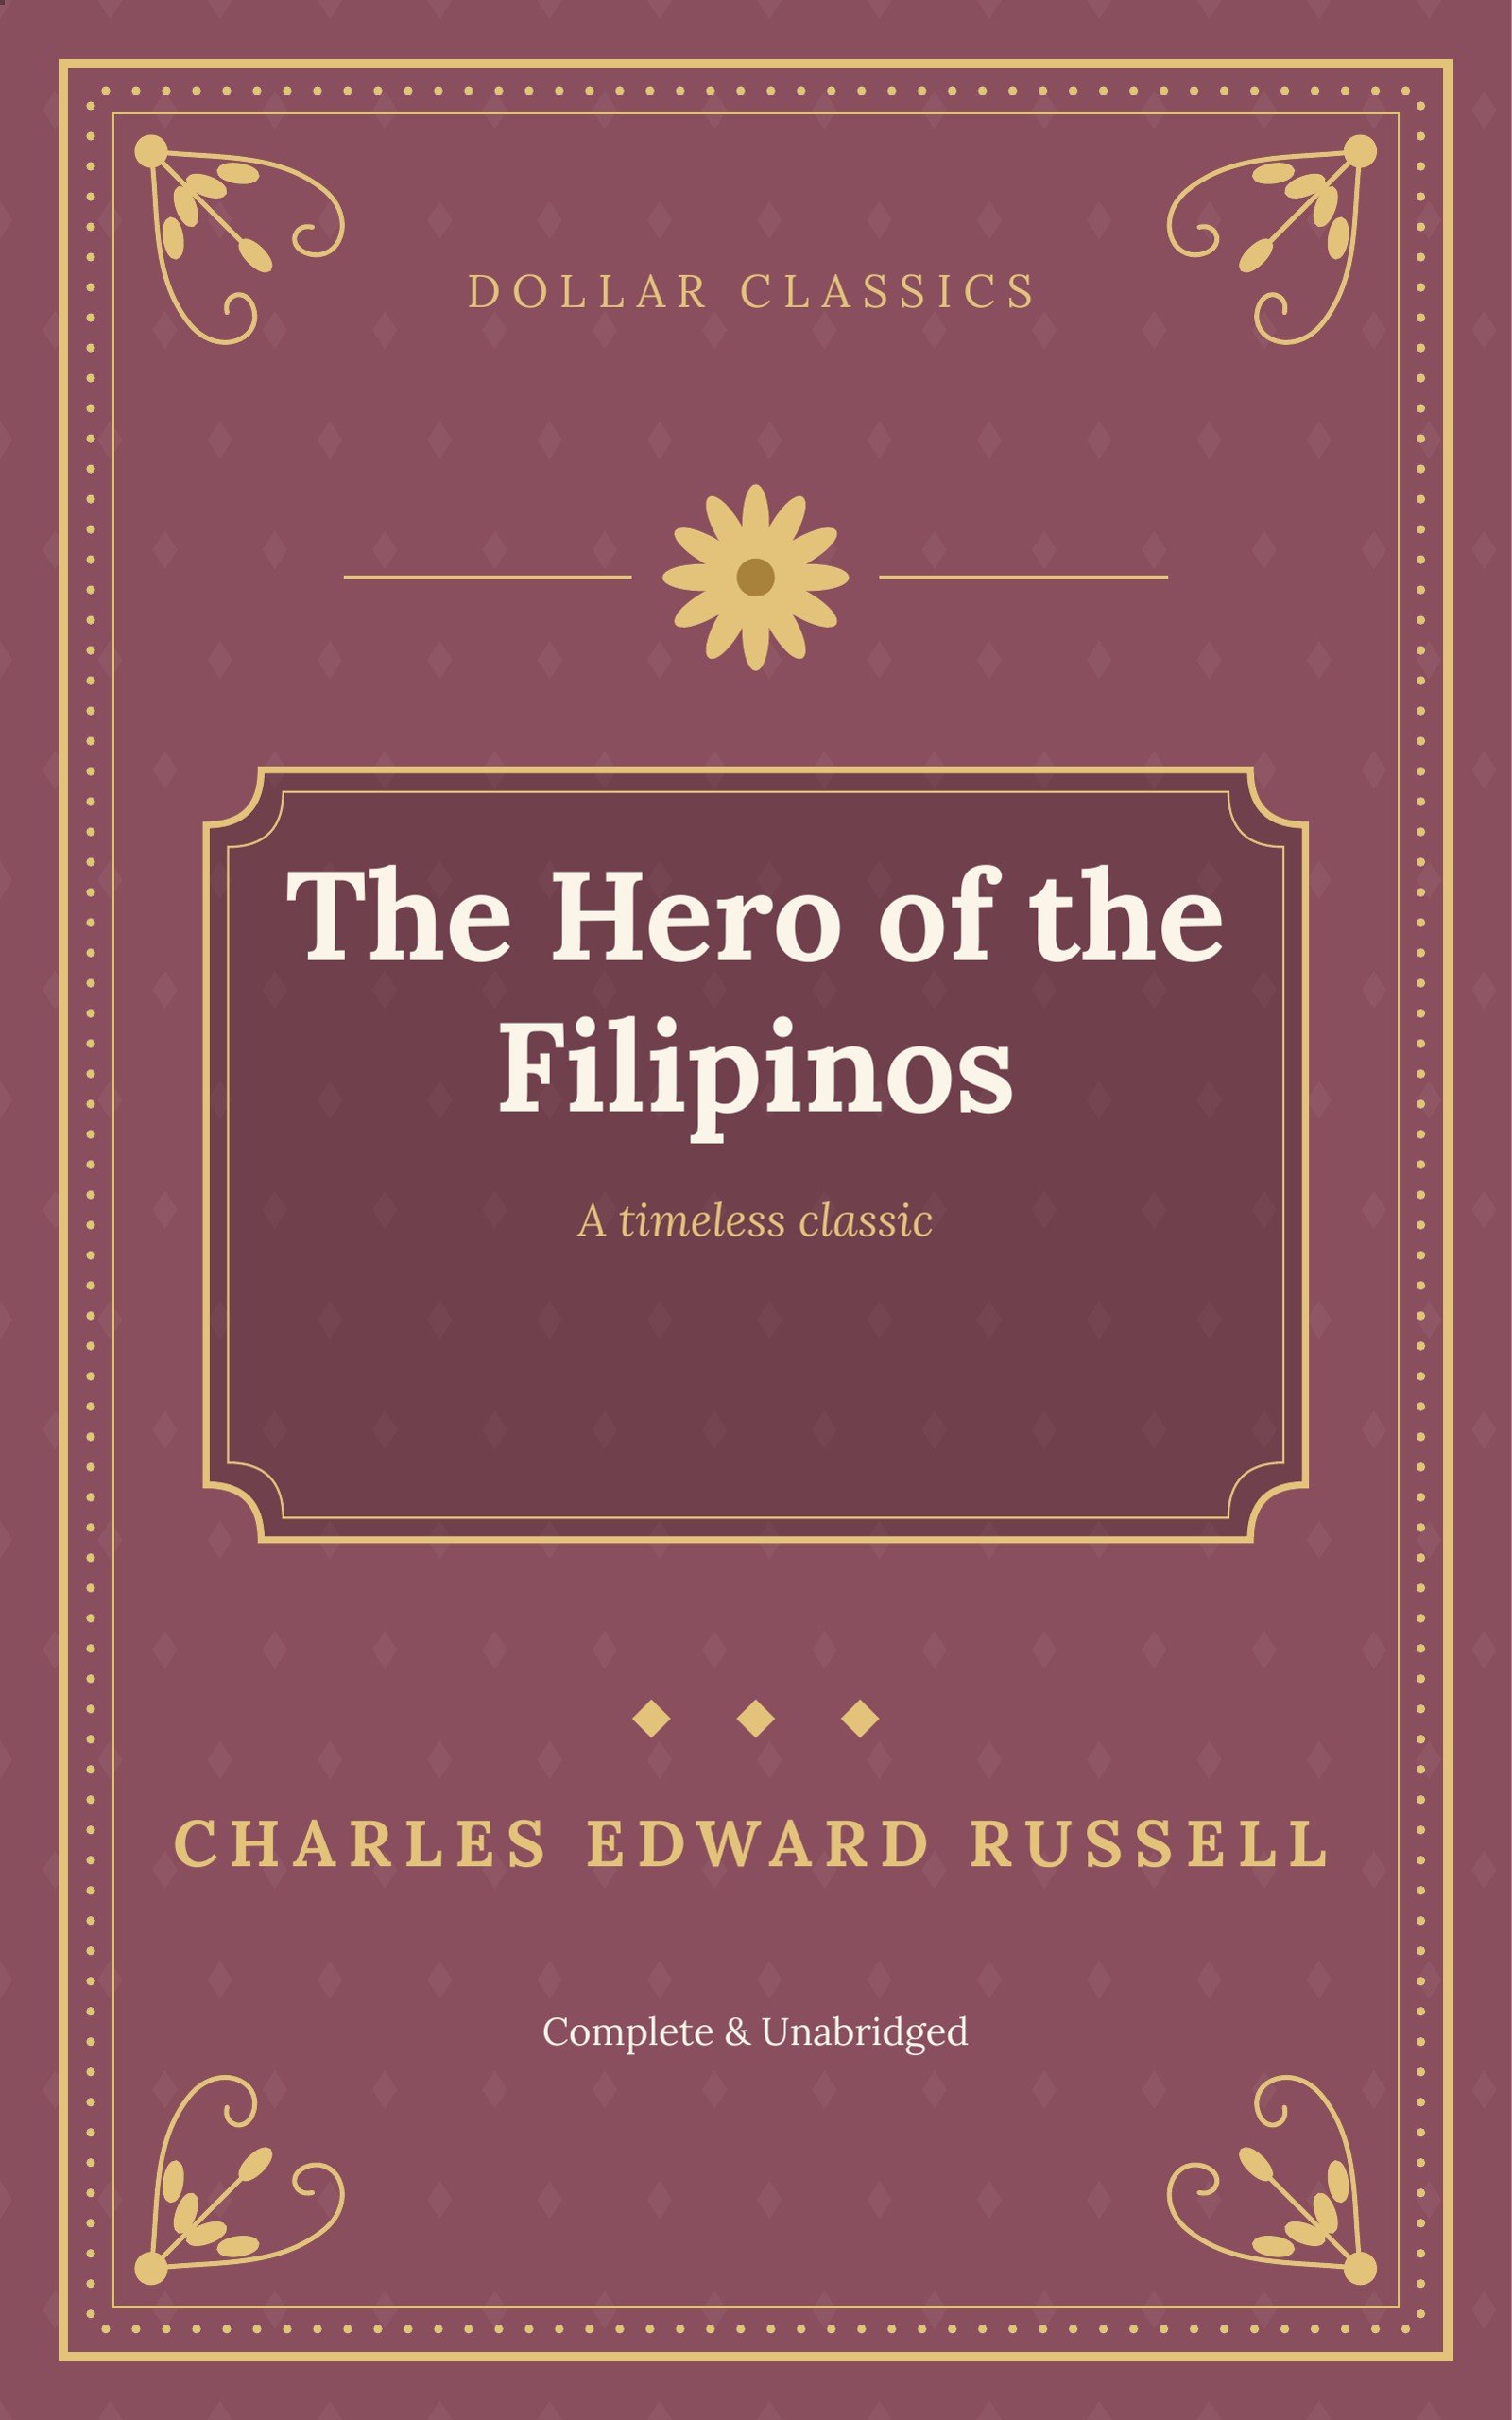 DOLLAR CLASSICS
The Hero of the
Filipinos
A timeless classic
CHARLES EDWARD RUSSELL
Complete & Unabridged